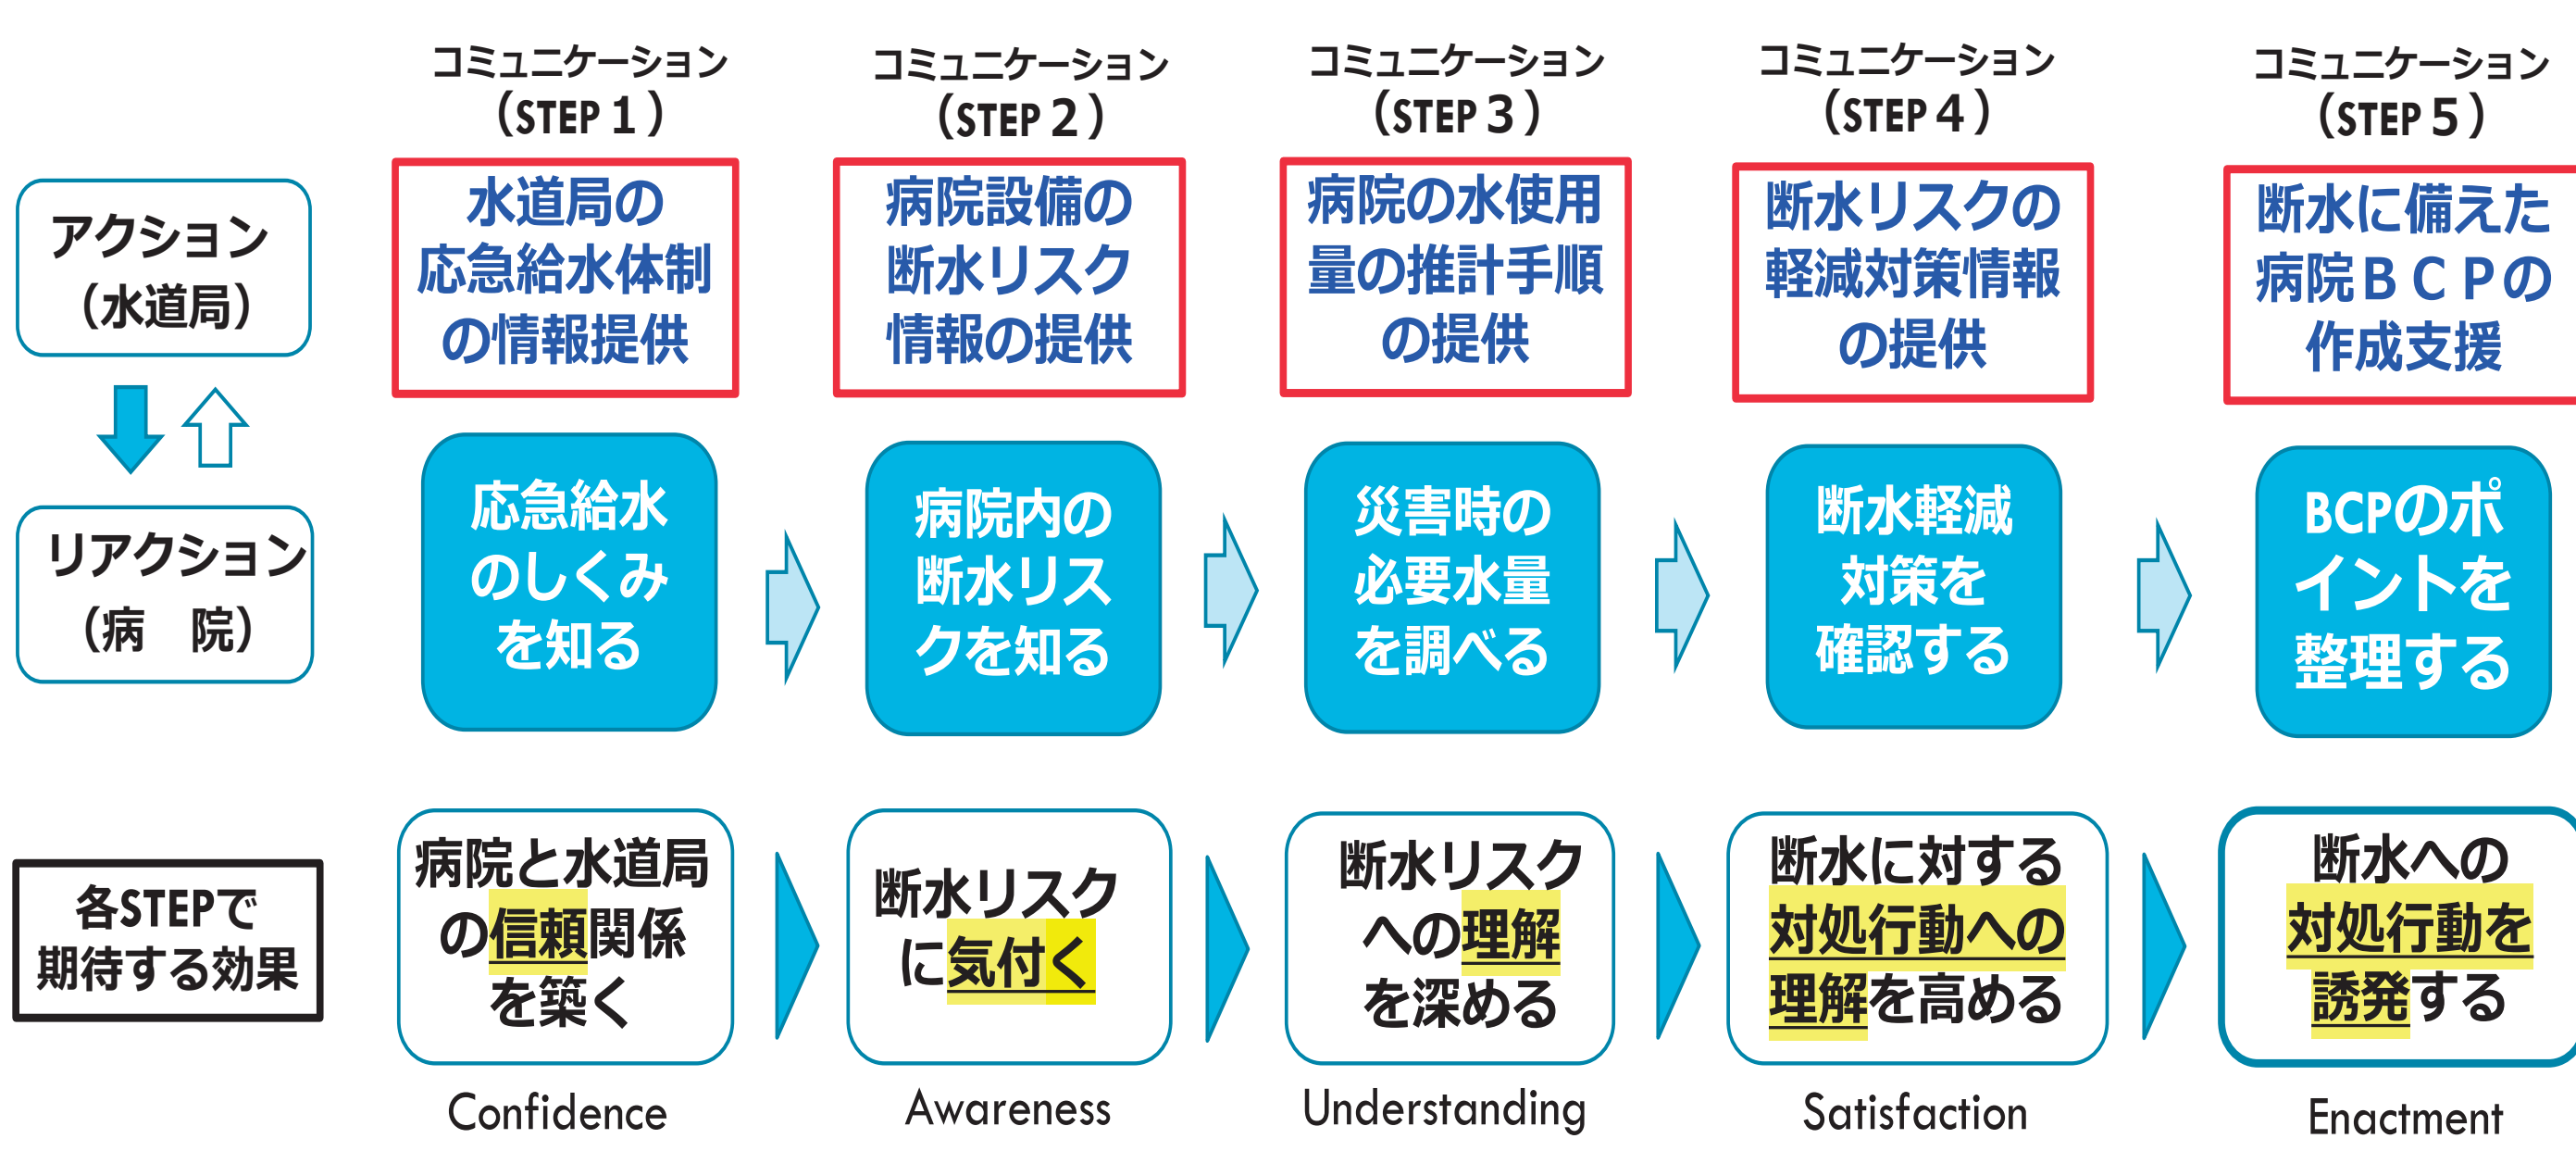 コミュニケーション
（STEP 1）
コミュニケーション
（STEP 2）
コミュニケーション
（STEP 3）
コミュニケーション
（STEP 4）
コミュニケーション
（STEP 5）
アクション
（水道局）
水道局の
応急給水体制
の情報提供
病院設備の
断水リスク
情報の提供
病院の水使用
量の推計手順
の提供
断水リスクの
軽減対策情報
の提供
断水に備えた
病院ＢＣＰの
作成支援
リアクション
（病　院）
応急給水
のしくみ
を知る
病院内の
断水リス
クを知る
災害時の
必要水量
を調べる
断水軽減
対策を
確認する
BCPのポ
イントを
整理する
各STEPで
期待する効果
病院と水道局
の信頼関係
を築く
断水リスク
に気付く
断水リスク
への理解
を深める
断水に対する
対処行動への
理解を高める
断水への
対処行動を
誘発する
Confidence
Awareness
Understanding
Satisfaction
Enactment